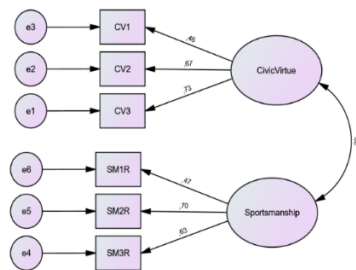 e3
CV1
e2
CV2
e1
CV3
,67
,73
CivicVirtue
e6
SM1R
e5
SM2R
e4
SM3R
,47
,70
,63
Sportsmanship